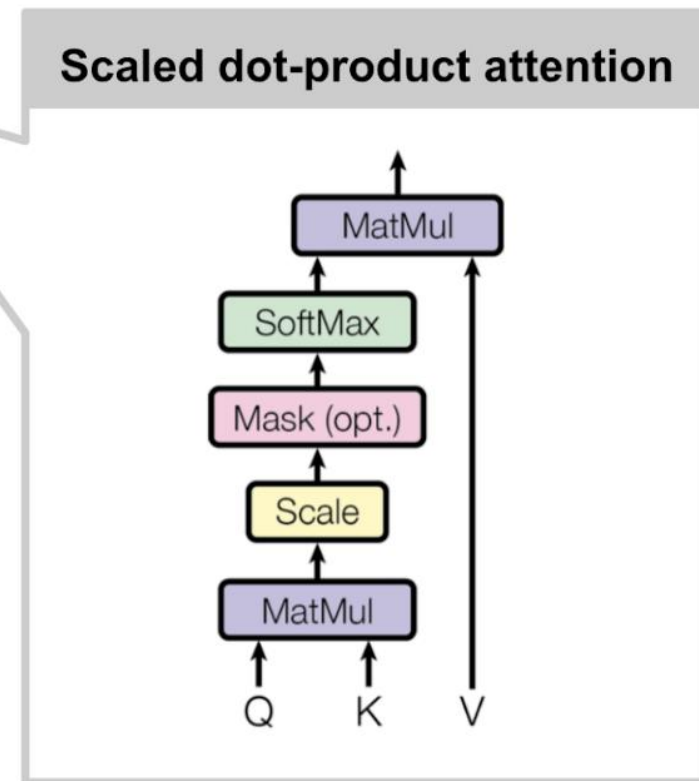 Scaled dot-product attention
MatMul
SoftMax
Mask (opt.)
Scale
MatMul
Q K V